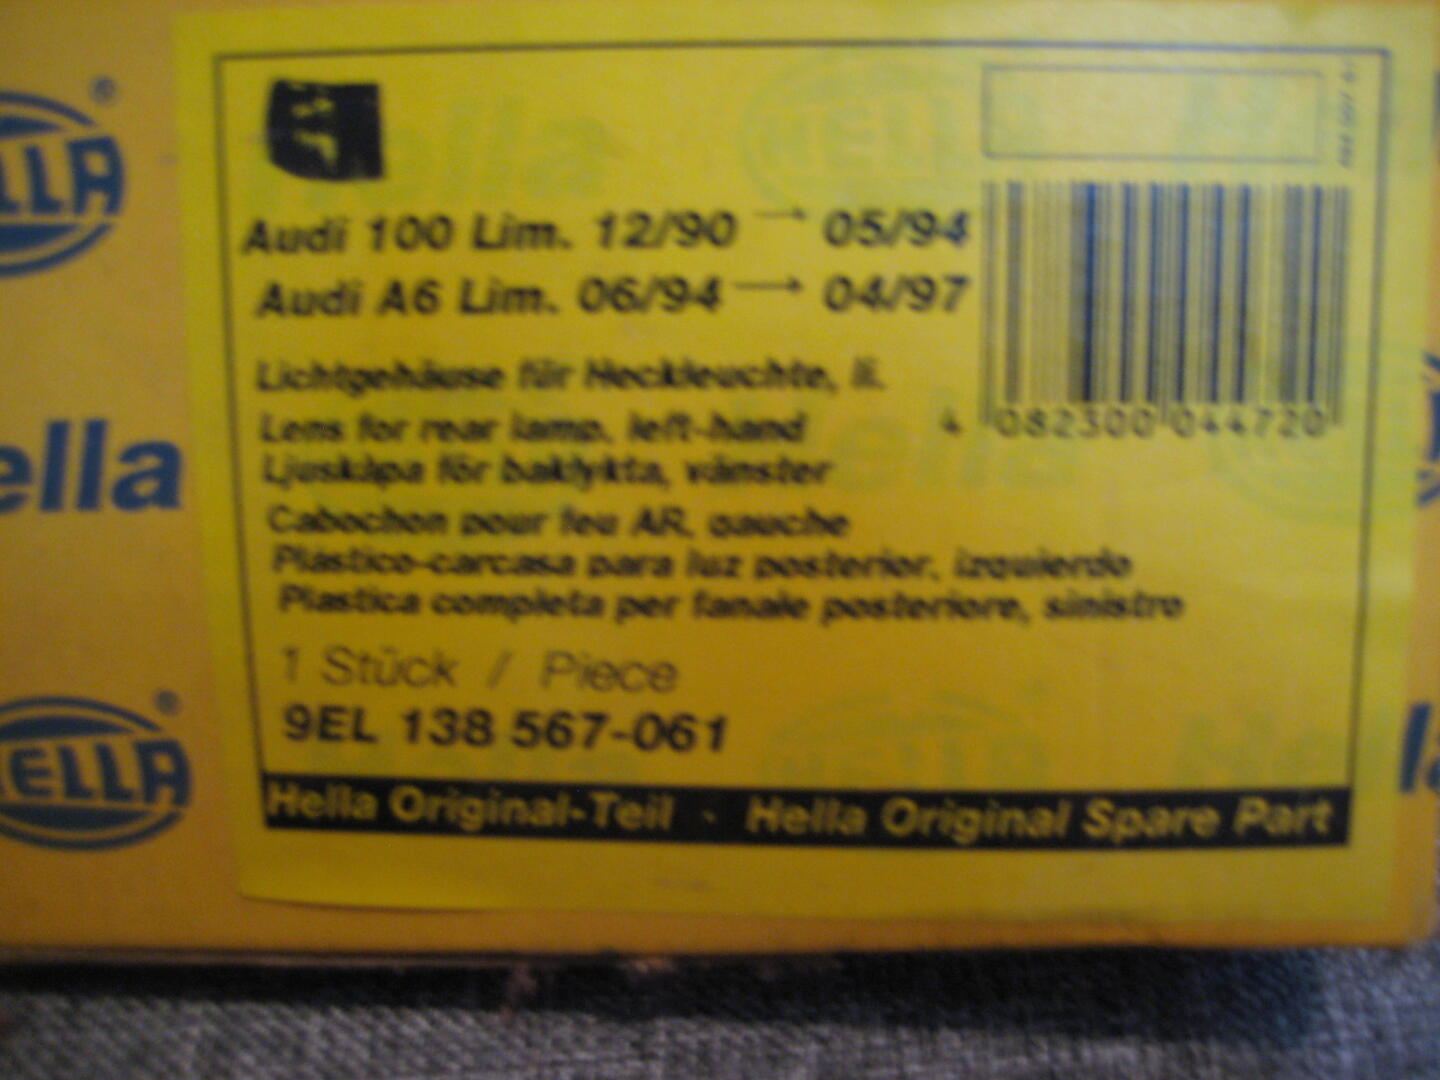 HELLA ®
Hella
HELLA ®
Audi 100 Lim. 12/90 → 05/94
Audi A6 Lim. 06/94 → 04/97
Lichtgehäuse für Heckleuchte, li.
Lens for rear lamp, left-hand
Ljuskåpa för baklykta, vänster
Cabochon pour feu AR. gauche
Plástico-carcasa para luz posterior, izquierdo
Plastica completa per fanale posteriore, sinistro
1 Stück / Piece
9EL 138 567-061
Hella Original-Teil · Hella Original Spare Part
4 082300 044720